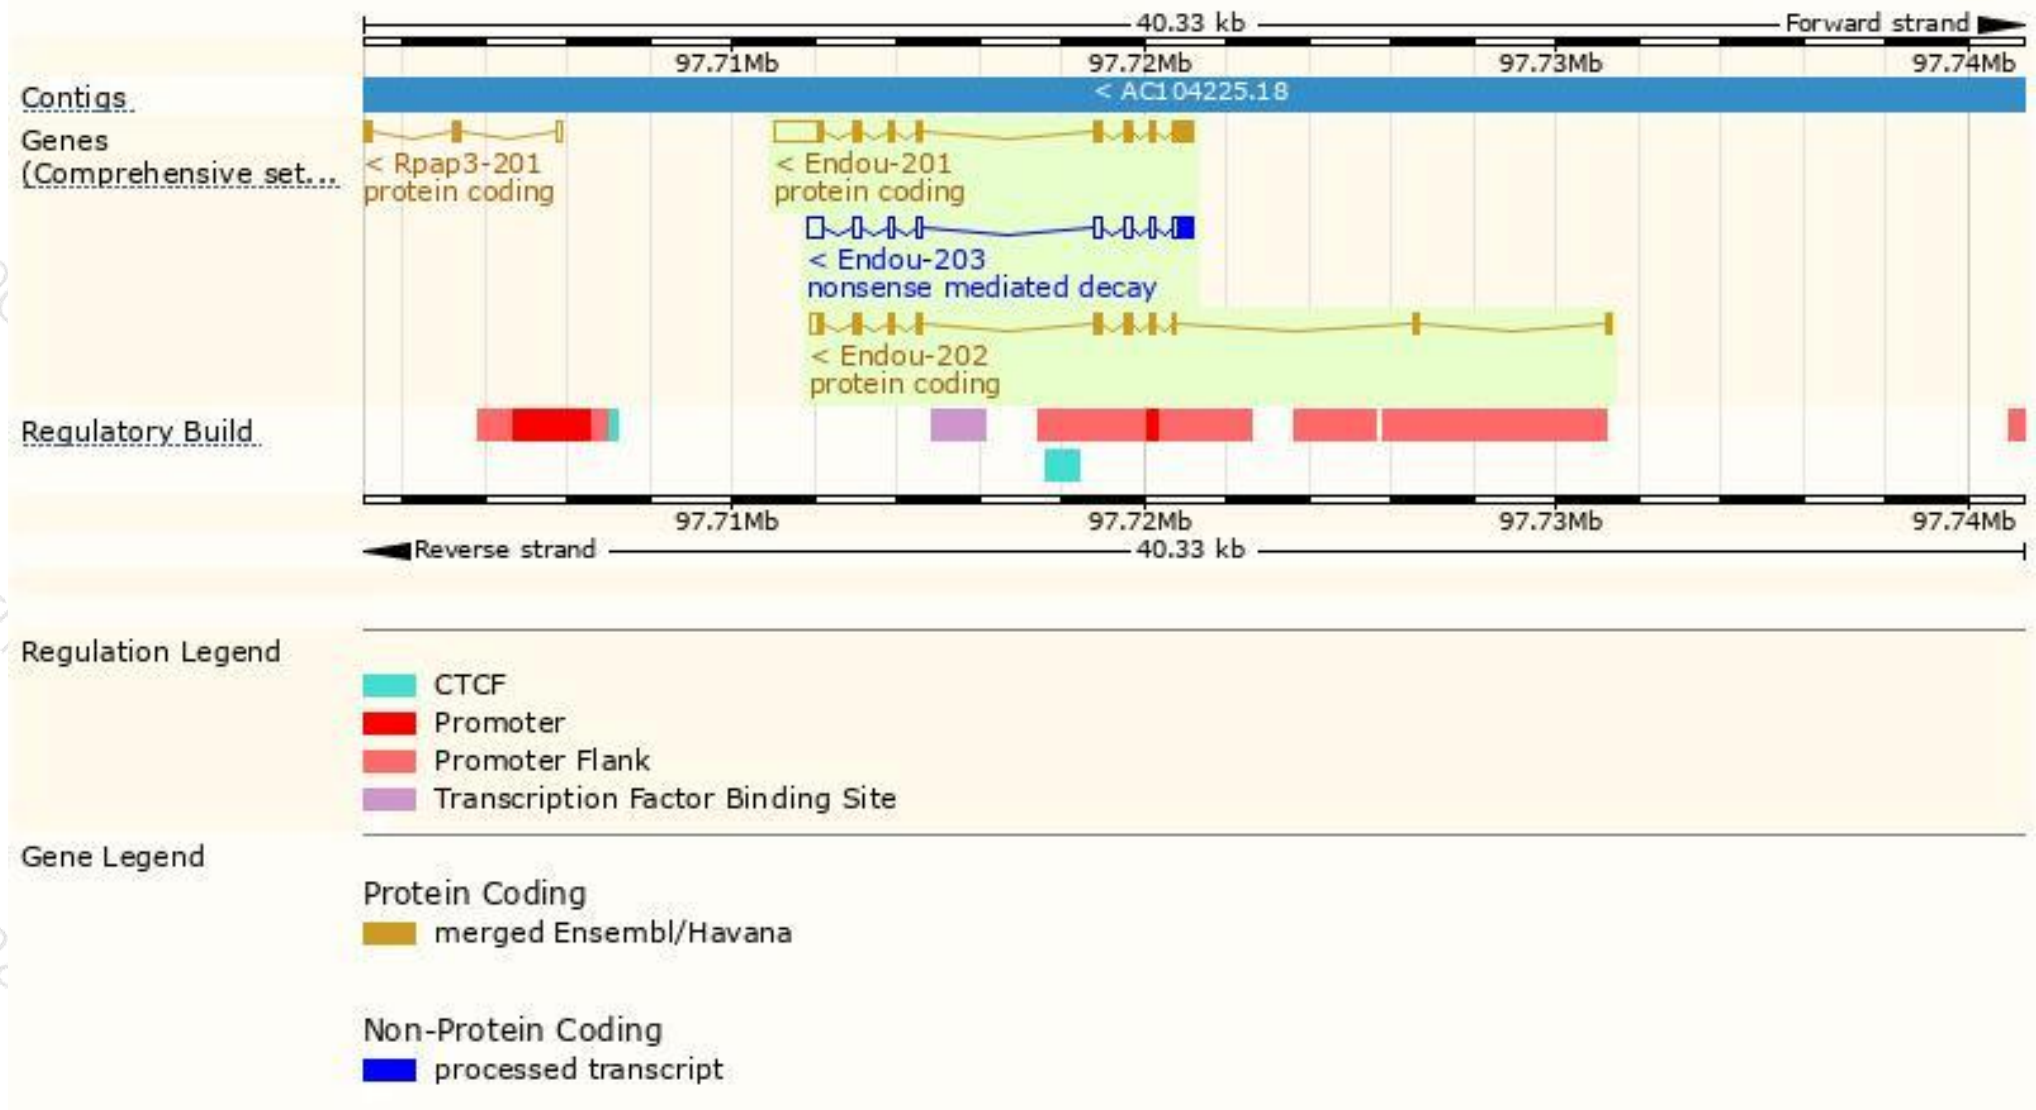 40.33 kb Forward strand
97.71Mb 97.72Mb 97.73Mb 97.74Mb
Contigs < AC104225.18
Genes
(Comprehensive set...
< Rpap3-201
protein coding
< Endou-201
protein coding
< Endou-203
nonsense mediated decay
< Endou-202
protein coding
Regulatory Build
97.71Mb 97.72Mb 97.73Mb 97.74Mb
Reverse strand 40.33 kb
Regulation Legend
CTCF
Promoter
Promoter Flank
Transcription Factor Binding Site
Gene Legend
Protein Coding
merged Ensembl/Havana
Non-Protein Coding
processed transcript